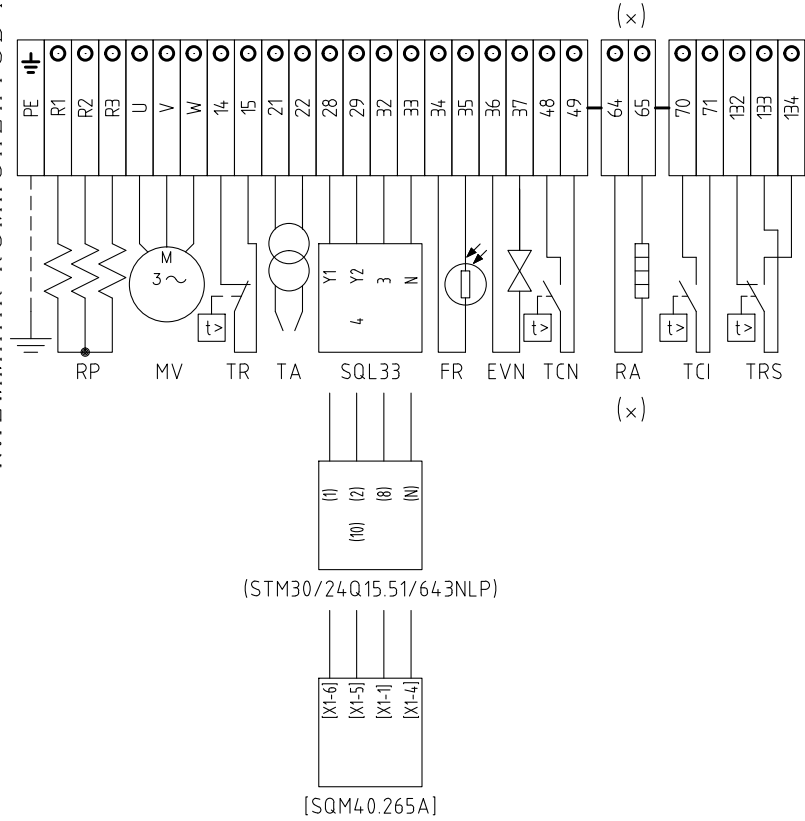 (x)
PE R1 R2 R3 U V W 14 15 21 22 28 29 32 33 34 35 36 37 48 49 64 65 70 71 132 133 134
M
3~
Y1 Y2 3 N
4
t> t> t> t>
RP MV TR TA SQL33 FR EVN TCN RA TCI TRS
(x)
(1) (2) (8) (N)
(10)
(STM30/24Q15.51/643NLP)
[X1-6] [X1-5] [X1-1] [X1-4]
[SQM40.265A]